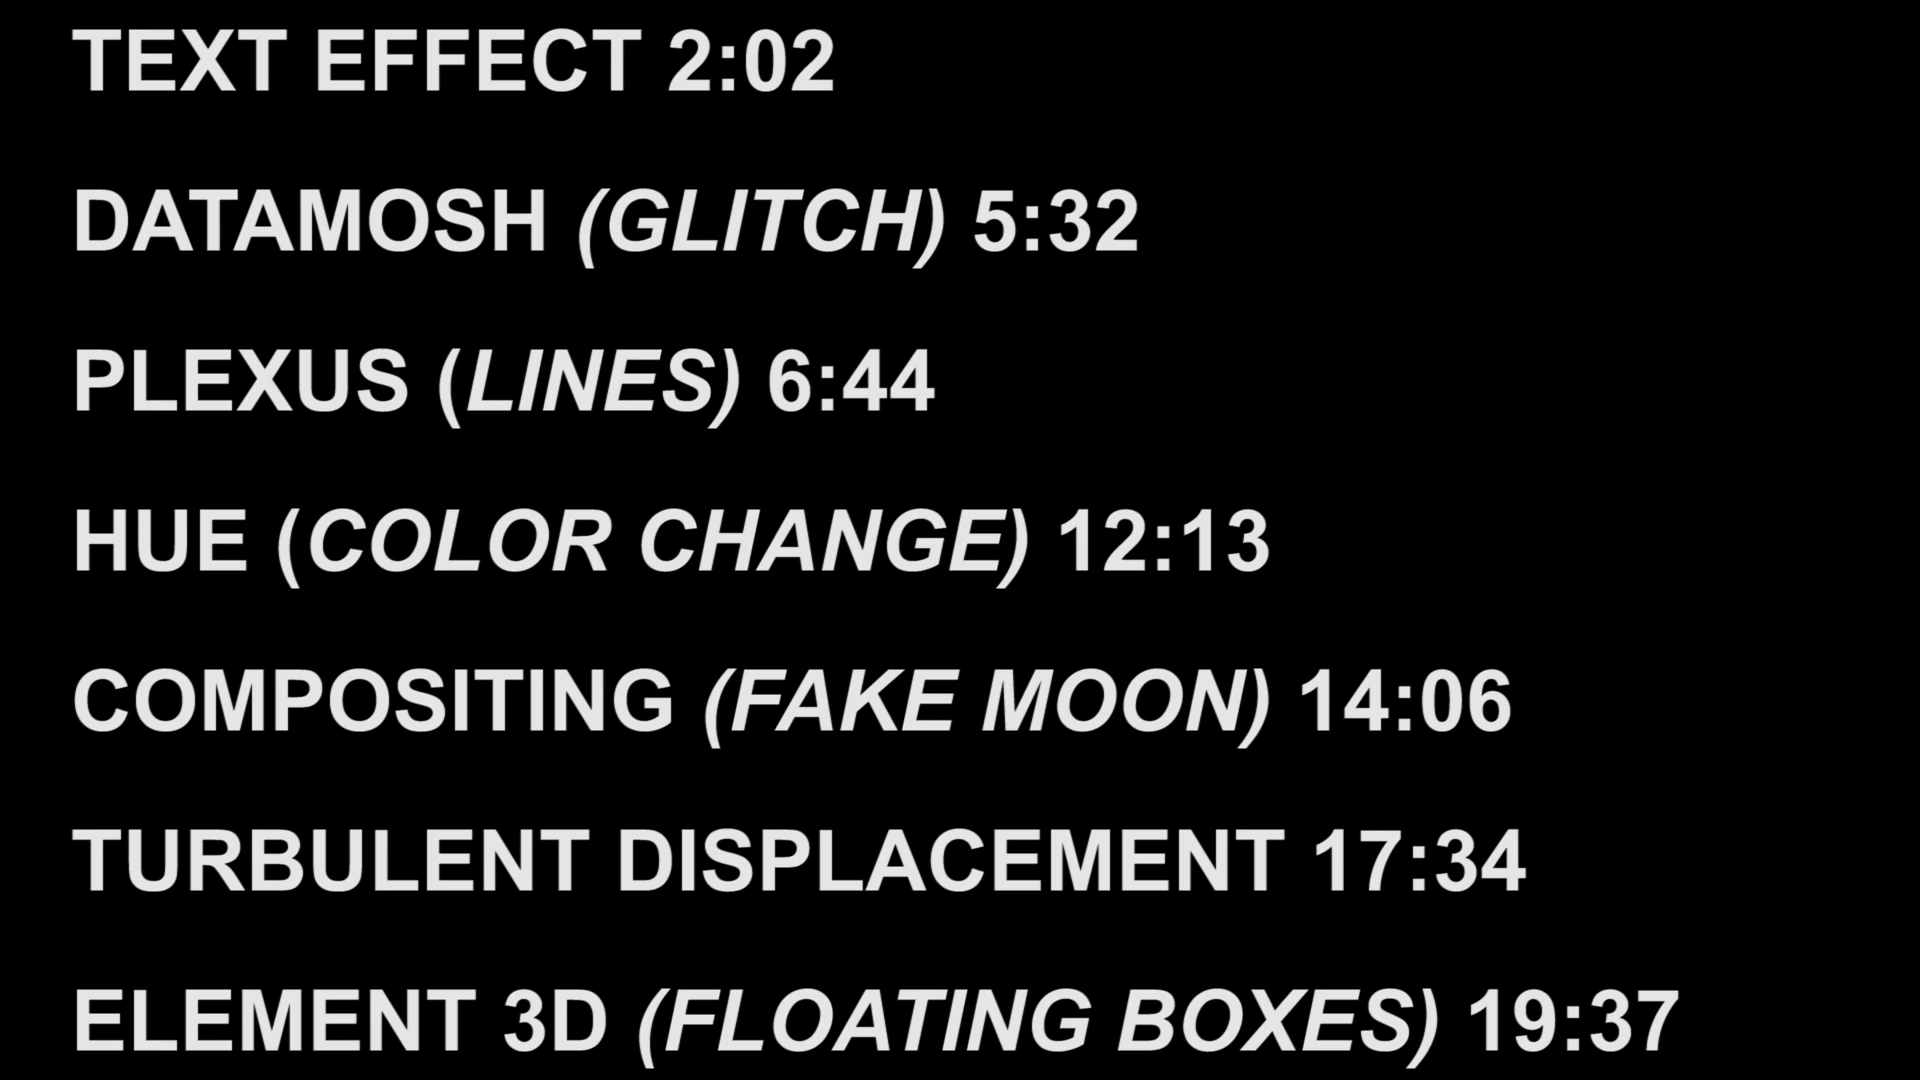 TEXT EFFECT 2:02
DATAMOSH (GLITCH) 5:32
PLEXUS (LINES) 6:44
HUE (COLOR CHANGE) 12:13
COMPOSITING (FAKE MOON) 14:06
TURBULENT DISPLACEMENT 17:34
ELEMENT 3D (FLOATING BOXES) 19:37